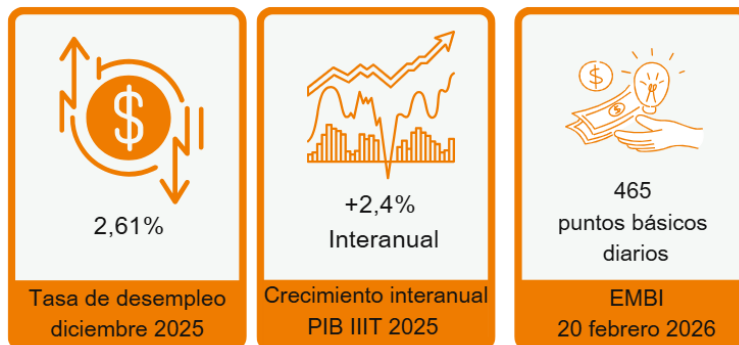 2,61%
Tasa de desempleo
diciembre 2025
+2,4%
Interanual
Crecimiento interanual
PIB IIIT 2025
465
puntos básicos
diarios
EMBI
20 febrero 2026